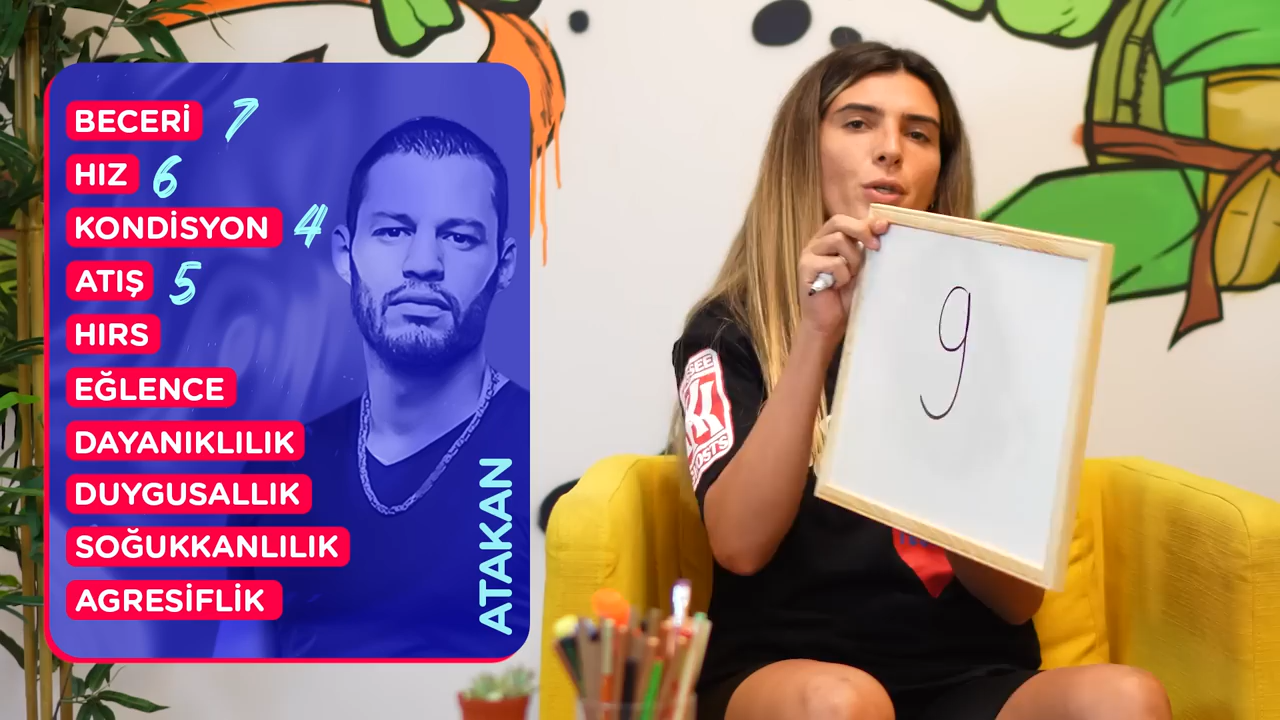 BECERİ 7
HIZ 6
KONDİSYON 4
ATIŞ 5
HIRS
EĞLENCE
DAYANIKLILIK
DUYGUSALLIK
SOĞUKKANLILIK
AGRESİFLİK
ATAKAN
9